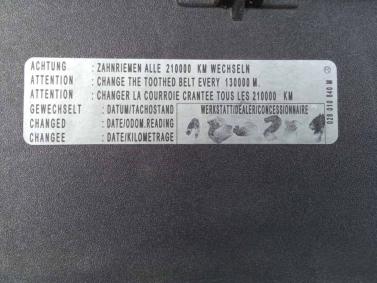 ACHTUNG : ZAHNRIEMEN ALLE 210000 KM WECHSELN
ATTENTION : CHANGE THE TOOTHED BELT EVERY 130000 M.
ATTENTION : CHANGER LA COURROIE CRANTEE TOUS LES 210000 KM
GEWECHSELT : DATUM/TACHOSTAND WERKSTATT/DEALER/CONCESSIONNAIRE
CHANGED : DATE/ODOM.READING
CHANGEE : DATE/KILOMETRAGE
028 010 840 M